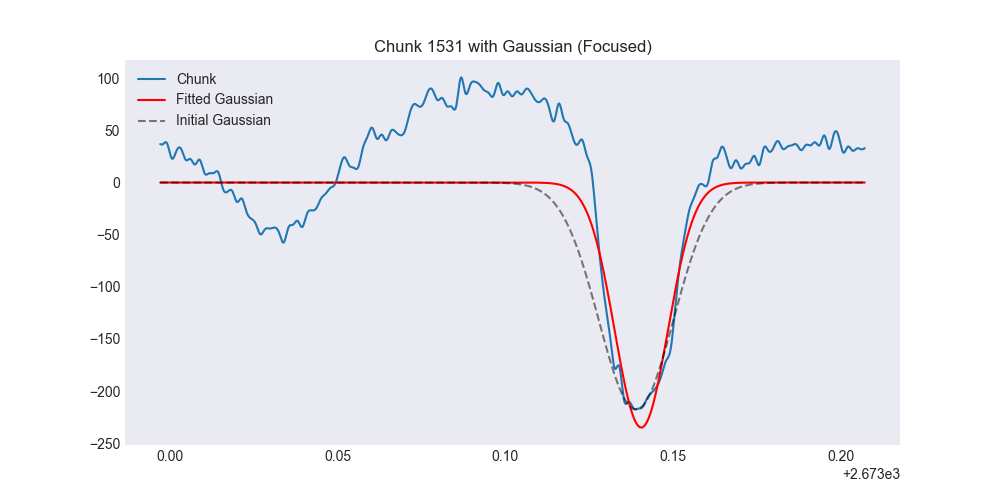 Chunk 1531 with Gaussian (Focused)
Chunk
Fitted Gaussian
Initial Gaussian
100
50
0
−50
−100
−150
−200
−250
0.00 0.05 0.10 0.15 0.20
+2.673e3